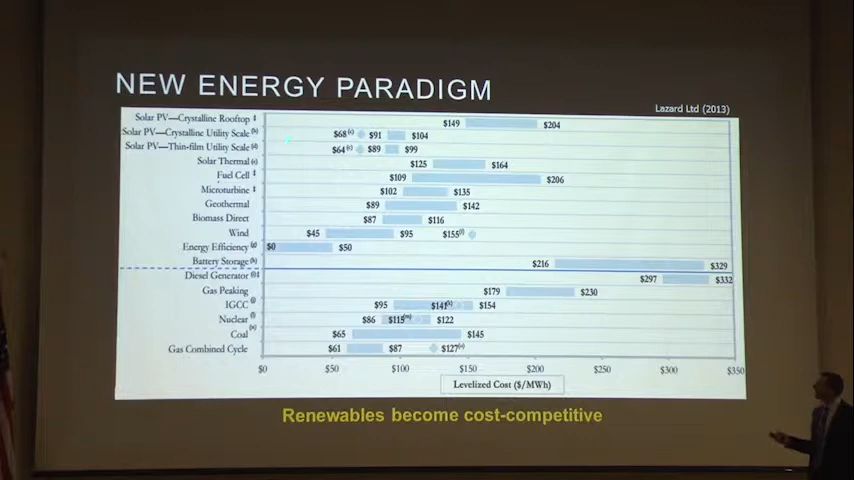 NEW ENERGY PARADIGM
Lazard Ltd (2013)
Solar PV—Crystalline Rooftop ‡ $149 $204
Solar PV—Crystalline Utility Scale (b) $68(c) $91 $104
Solar PV—Thin-film Utility Scale (d) $64(c) $89 $99
Solar Thermal (e) $125 $164
Fuel Cell ‡ $109 $206
Microturbine ‡ $102 $135
Geothermal $89 $142
Biomass Direct $87 $116
Wind $45 $95 $155(f)
Energy Efficiency (g) $0 $50
Battery Storage (h) $216 $329
Diesel Generator (i) $297 $332
Gas Peaking $179 $230
IGCC $95 $141 $154
Nuclear $86 $115 $122
Coal $65 $145
Gas Combined Cycle $61 $87 $127
$0 $50 $100 $150 $200 $250 $300 $350
Levelized Cost ($/MWh)
Renewables become cost-competitive